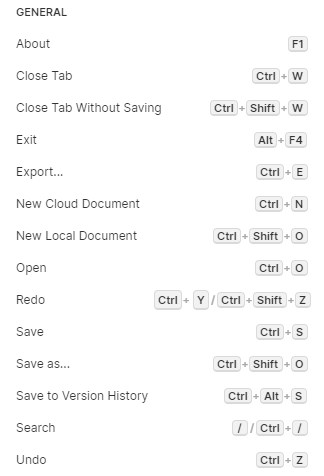 GENERAL
About F1
Close Tab Ctrl + W
Close Tab Without Saving Ctrl + Shift + W
Exit Alt + F4
Export... Ctrl + E
New Cloud Document Ctrl + N
New Local Document Ctrl + Shift + O
Open Ctrl + O
Redo Ctrl + Y / Ctrl + Shift + Z
Save Ctrl + S
Save as... Ctrl + Shift + O
Save to Version History Ctrl + Alt + S
Search / / Ctrl + /
Undo Ctrl + Z